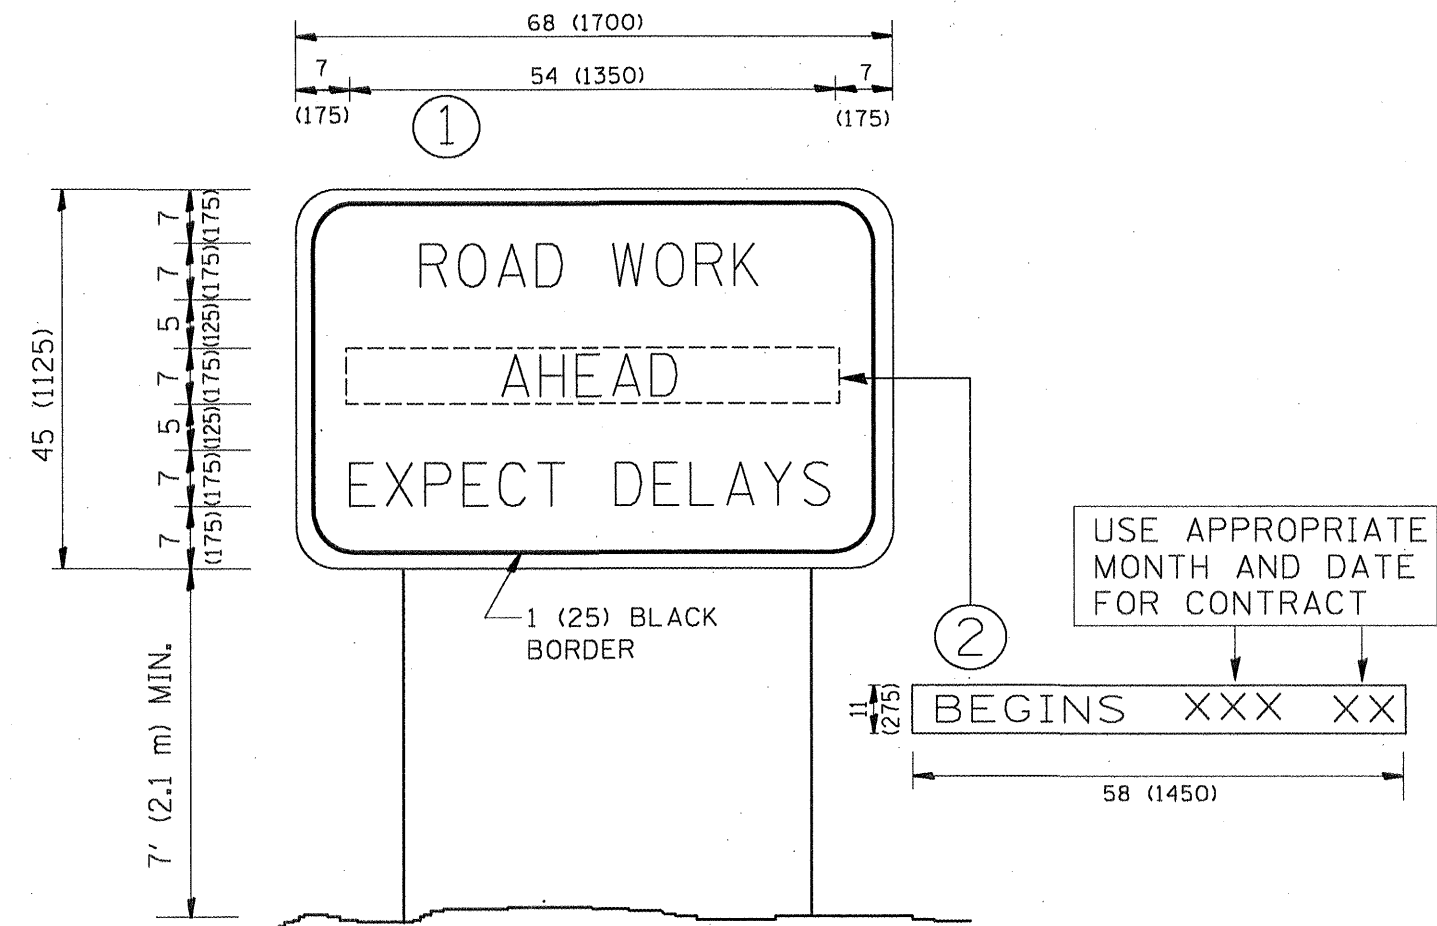 68 (1700)
7 54 (1350) 7
(175) (175)
1
45 (1125)
7 (175)
7 (175)
5 (125)
7 (175)
5 (125)
7 (175)
7 (175)
7' (2.1 m) MIN.
ROAD WORK
AHEAD
EXPECT DELAYS
1 (25) BLACK
BORDER
2
USE APPROPRIATE
MONTH AND DATE
FOR CONTRACT
11
(275)
BEGINS XXX XX
58 (1450)